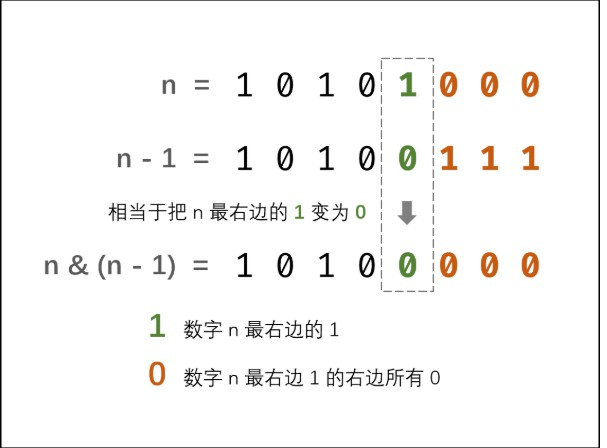 n = 1 0 1 0 1 0 0 0
n - 1 = 1 0 1 0 0 1 1 1
相当于把 n 最右边的 1 变为 0
n & (n - 1) = 1 0 1 0 0 0 0 0
1 数字 n 最右边的 1
0 数字 n 最右边 1 的右边所有 0